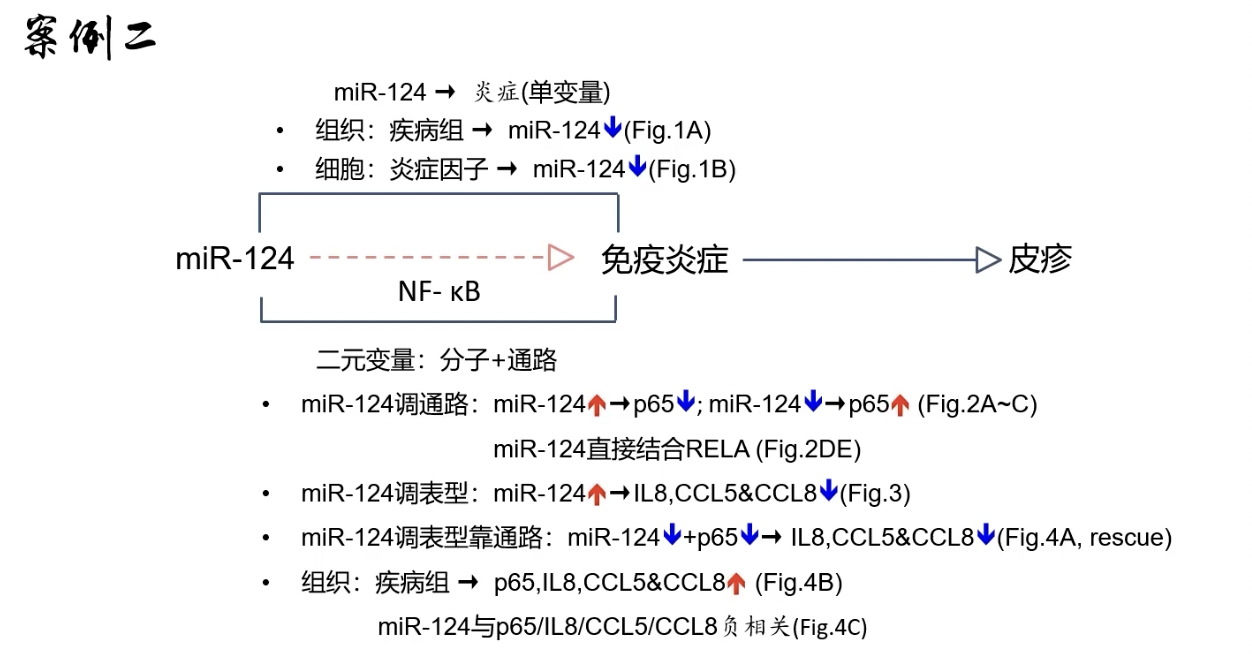 案例二
miR-124 → 炎症(单变量)
• 组织：疾病组 → miR-124↓(Fig.1A)
• 细胞：炎症因子 → miR-124↓(Fig.1B)
miR-124 免疫炎症 皮疹
NF- κB
二元变量：分子+通路
• miR-124调通路：miR-124↑→p65↓; miR-124↓→p65↑ (Fig.2A~C)
miR-124直接结合RELA (Fig.2DE)
• miR-124调表型：miR-124↑→IL8,CCL5&CCL8↓(Fig.3)
• miR-124调表型靠通路：miR-124↓+p65↓→ IL8,CCL5&CCL8↓(Fig.4A, rescue)
• 组织：疾病组 → p65,IL8,CCL5&CCL8↑ (Fig.4B)
miR-124与p65/IL8/CCL5/CCL8负相关(Fig.4C)